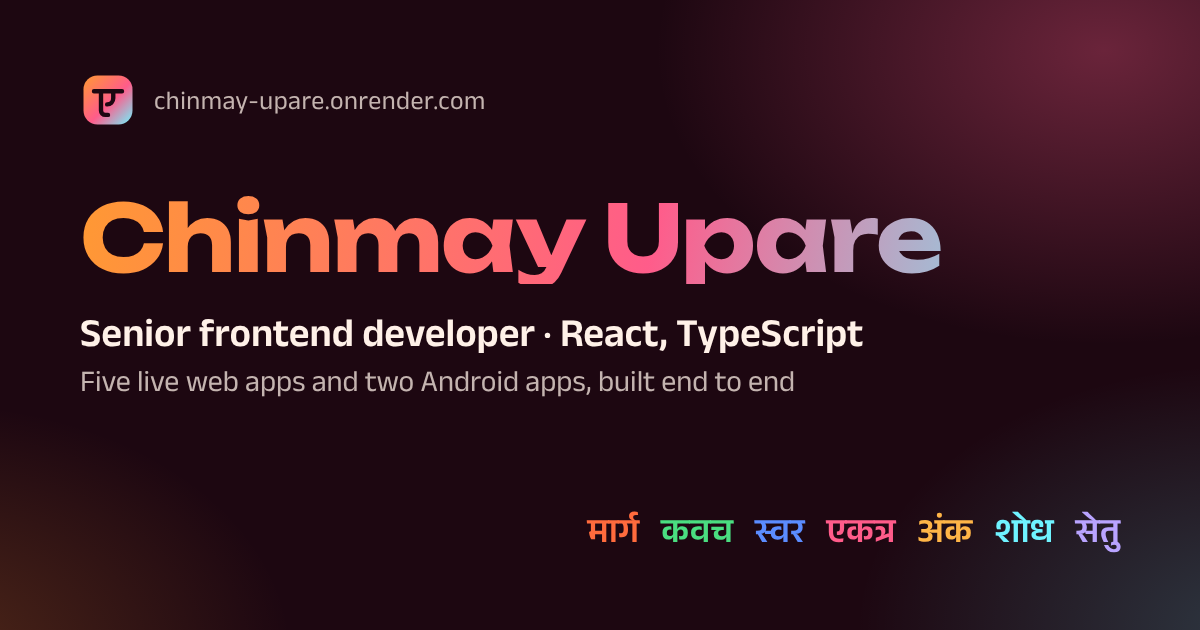 ए
chinmay-upare.onrender.com
Chinmay Upare
Senior frontend developer · React, TypeScript
Five live web apps and two Android apps, built end to end
मार्ग कवच स्वर एकत्र अंक शोध सेतु